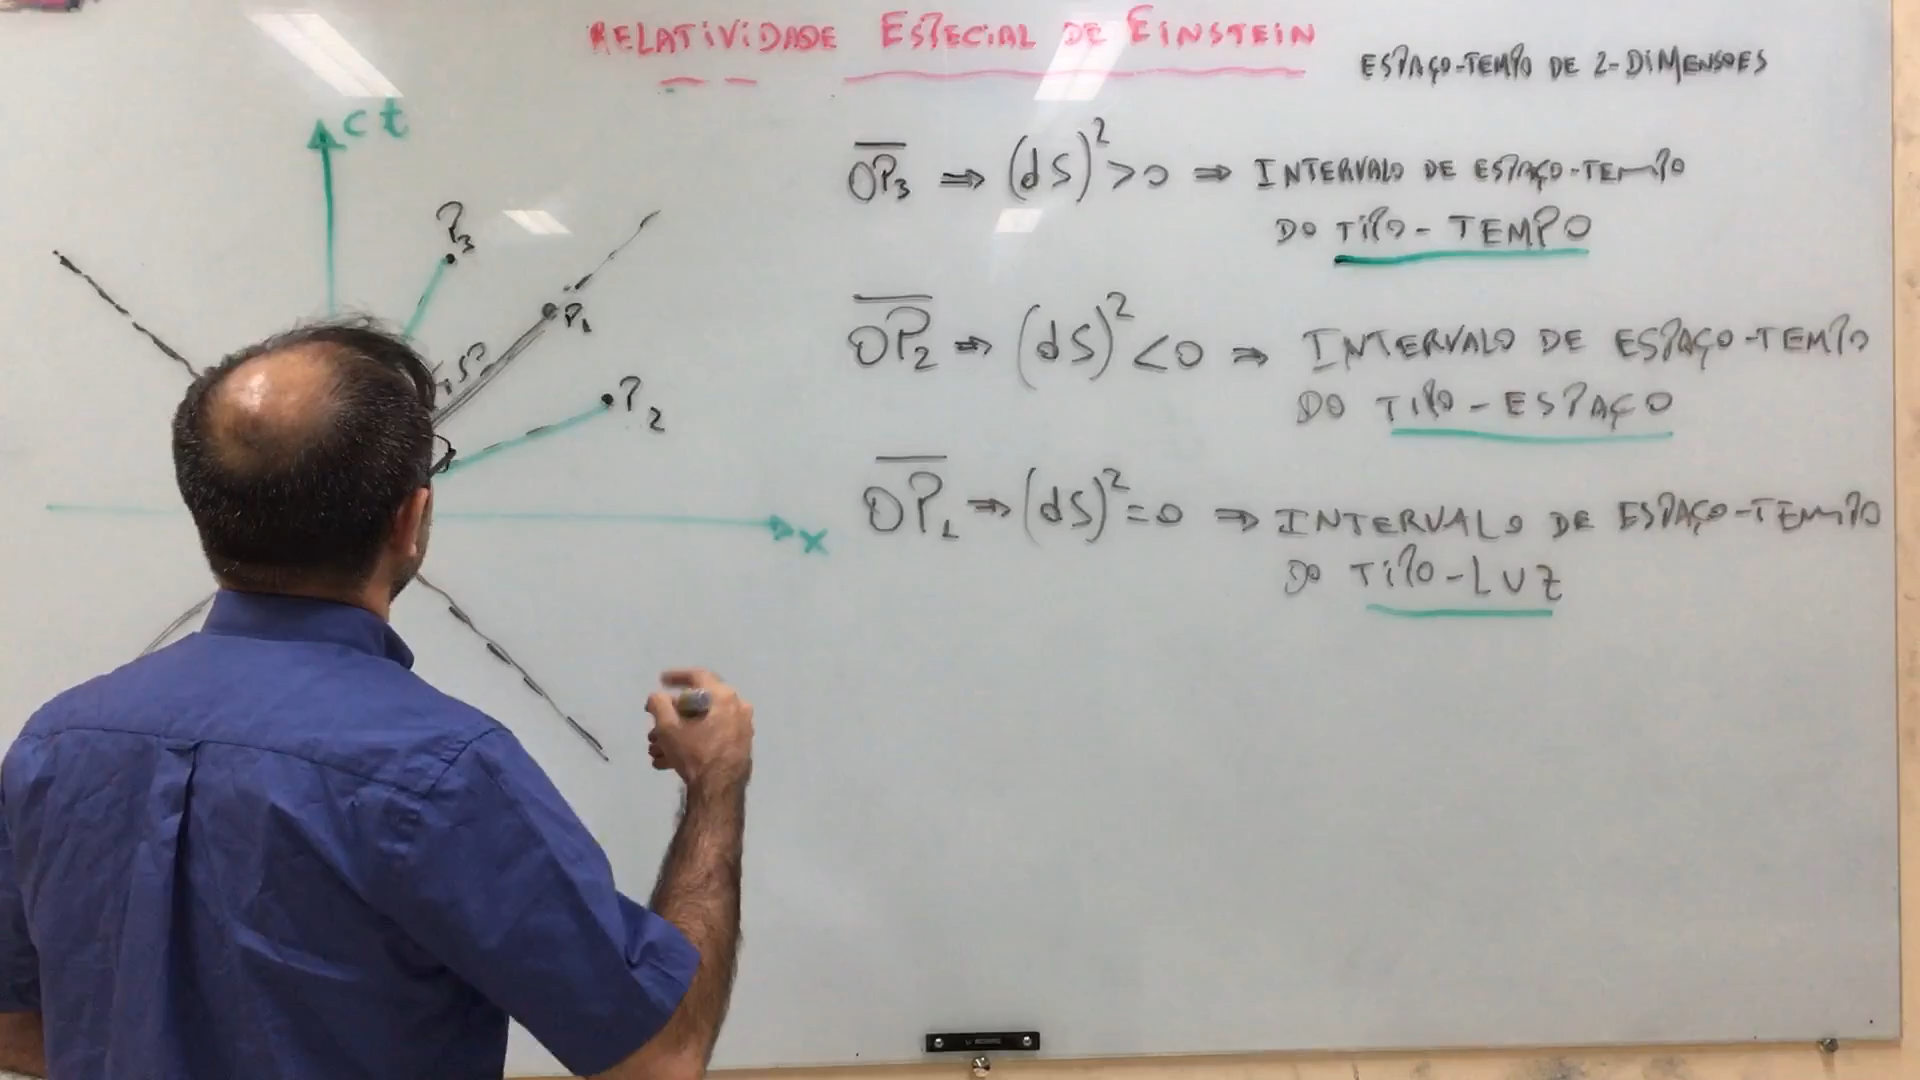 RELATIVIDADE ESPECIAL DE EINSTEIN
ESPAÇO-TEMPO DE 2-DIMENSOES
ct
P3
P1
P2
x
OP3 ⇒ (dS)² > 0 ⇒ INTERVALO DE ESPAÇO-TEMPO
DO TIPO - TEMPO
OP2 ⇒ (dS)² < 0 ⇒ INTERVALO DE ESPAÇO-TEMPO
DO TIPO - ESPAÇO
OP1 ⇒ (dS)² = 0 ⇒ INTERVALO DE ESPAÇO-TEMPO
DO TIPO - LUZ